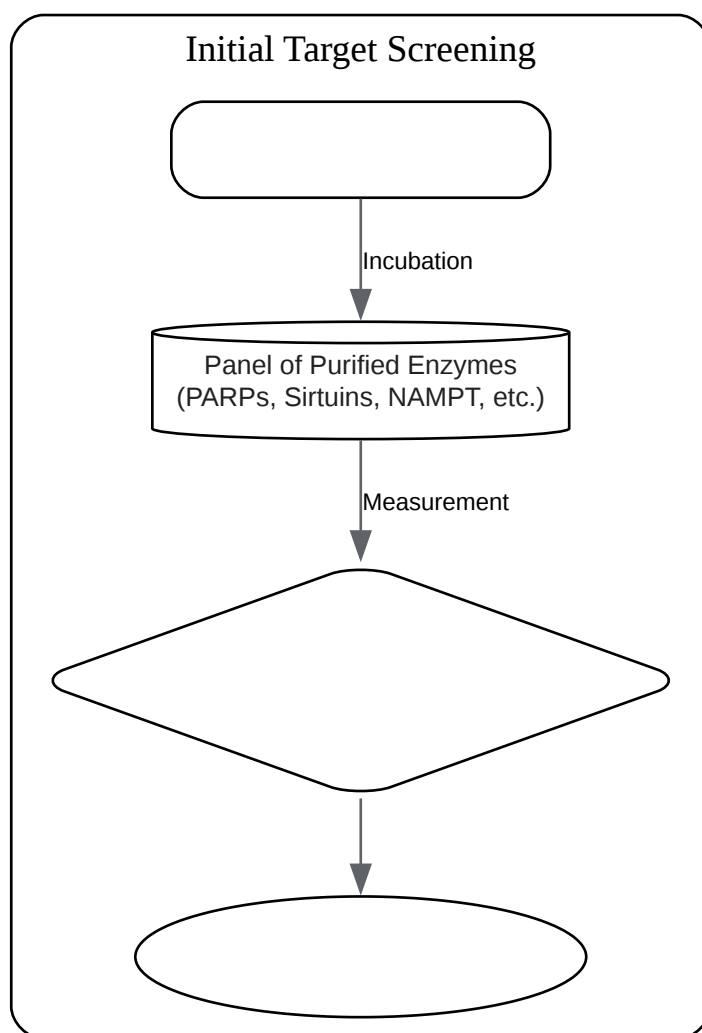 Initial Target Screening
Incubation
Panel of Purified Enzymes
(PARPs, Sirtuins, NAMPT, etc.)
Measurement